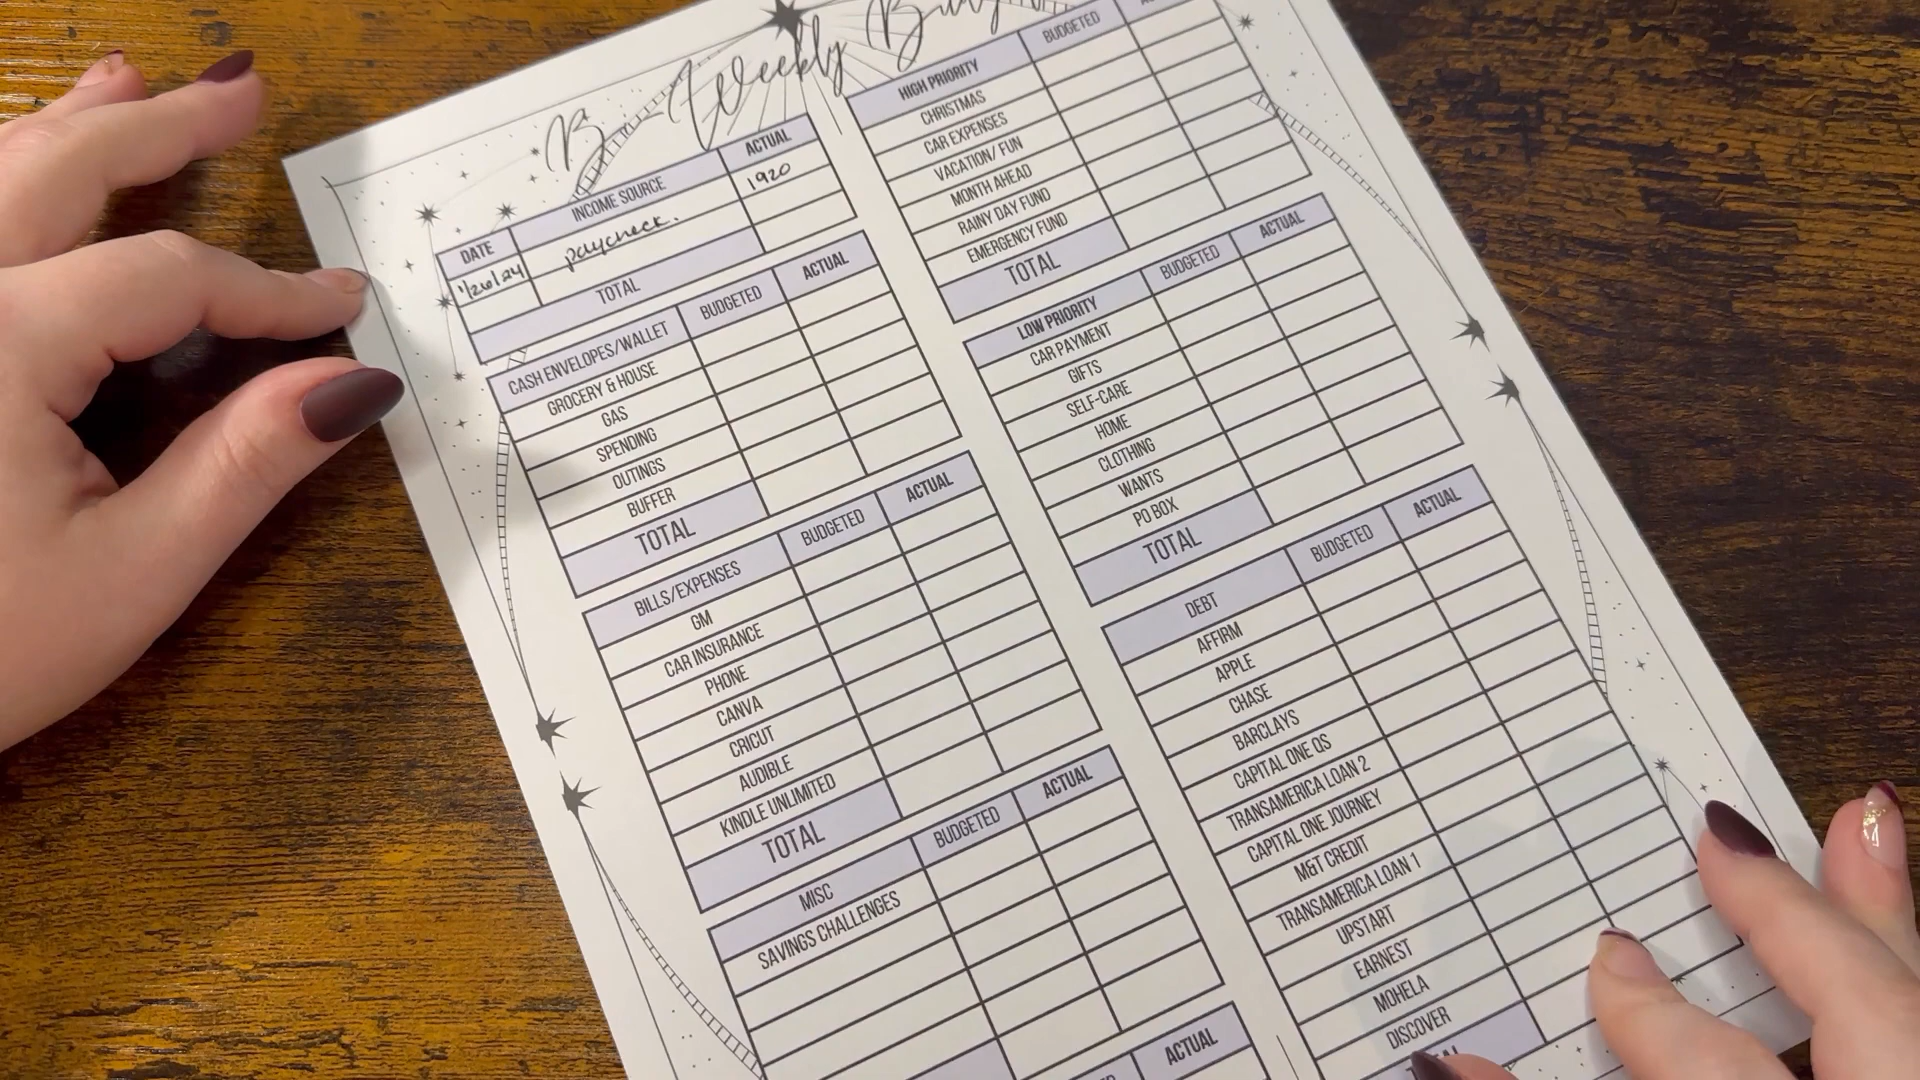 Bi-Weekly
DATE INCOME SOURCE ACTUAL
1/26/24 paycheck. 1920
TOTAL
CASH ENVELOPES/WALLET BUDGETED ACTUAL
GROCERY & HOUSE
GAS
SPENDING
OUTINGS
BUFFER
TOTAL
BILLS/EXPENSES BUDGETED ACTUAL
GM
CAR INSURANCE
PHONE
CANVA
CRICUT
AUDIBLE
KINDLE UNLIMITED
TOTAL
MISC BUDGETED ACTUAL
SAVINGS CHALLENGES
ACTUAL
HIGH PRIORITY BUDGETED
CHRISTMAS
CAR EXPENSES
VACATION/ FUN
MONTH AHEAD
RAINY DAY FUND
EMERGENCY FUND
TOTAL
LOW PRIORITY BUDGETED ACTUAL
CAR PAYMENT
GIFTS
SELF-CARE
HOME
CLOTHING
WANTS
PO BOX
TOTAL
DEBT BUDGETED ACTUAL
AFFIRM
APPLE
CHASE
BARCLAYS
CAPITAL ONE QS
TRANSAMERICA LOAN 2
CAPITAL ONE JOURNEY
M&T CREDIT
TRANSAMERICA LOAN 1
UPSTART
EARNEST
MOHELA
DISCOVER